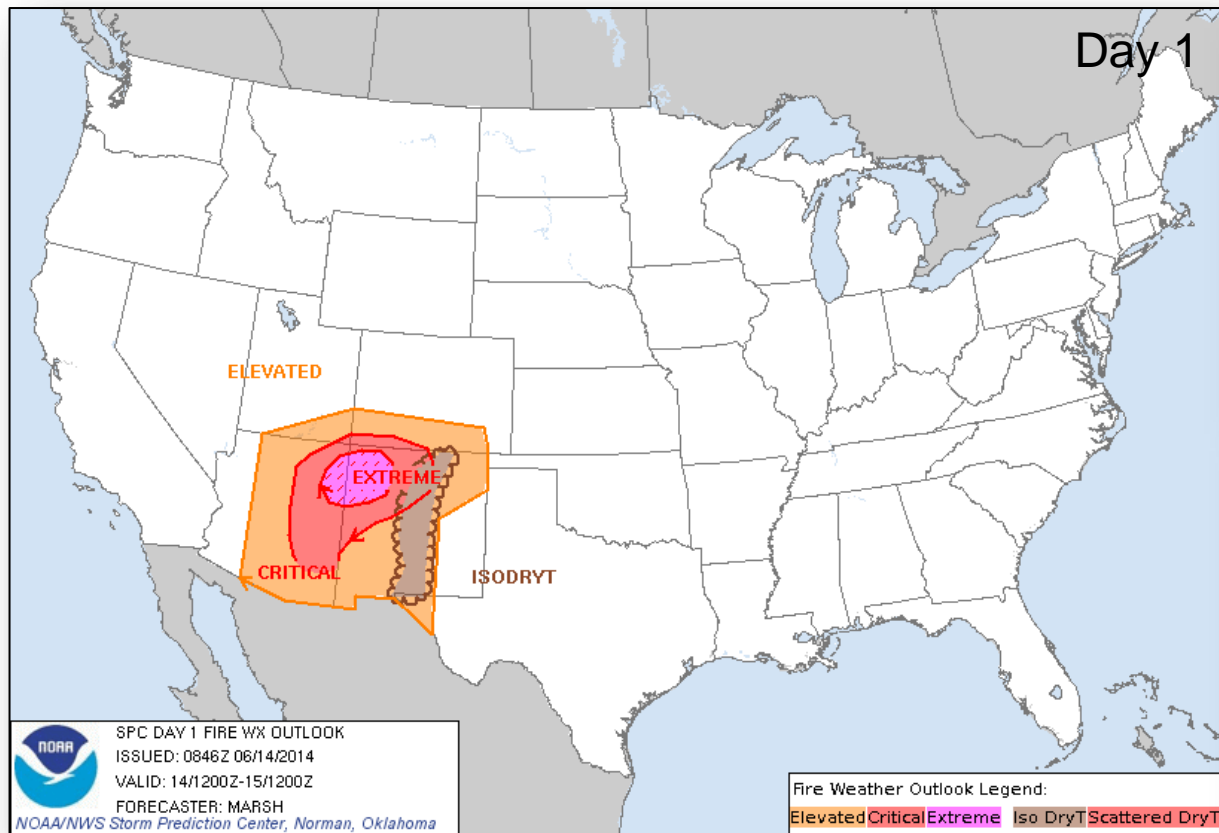 Day 1
ELEVATED
EXTREME
CRITICAL
ISODRYT
NOAA
SPC DAY 1 FIRE WX OUTLOOK
ISSUED: 0846Z 06/14/2014
VALID: 14/1200Z-15/1200Z
FORECASTER: MARSH
NOAA/NWS Storm Prediction Center, Norman, Oklahoma
Fire Weather Outlook Legend:
Elevated Critical Extreme Iso DryT Scattered DryT